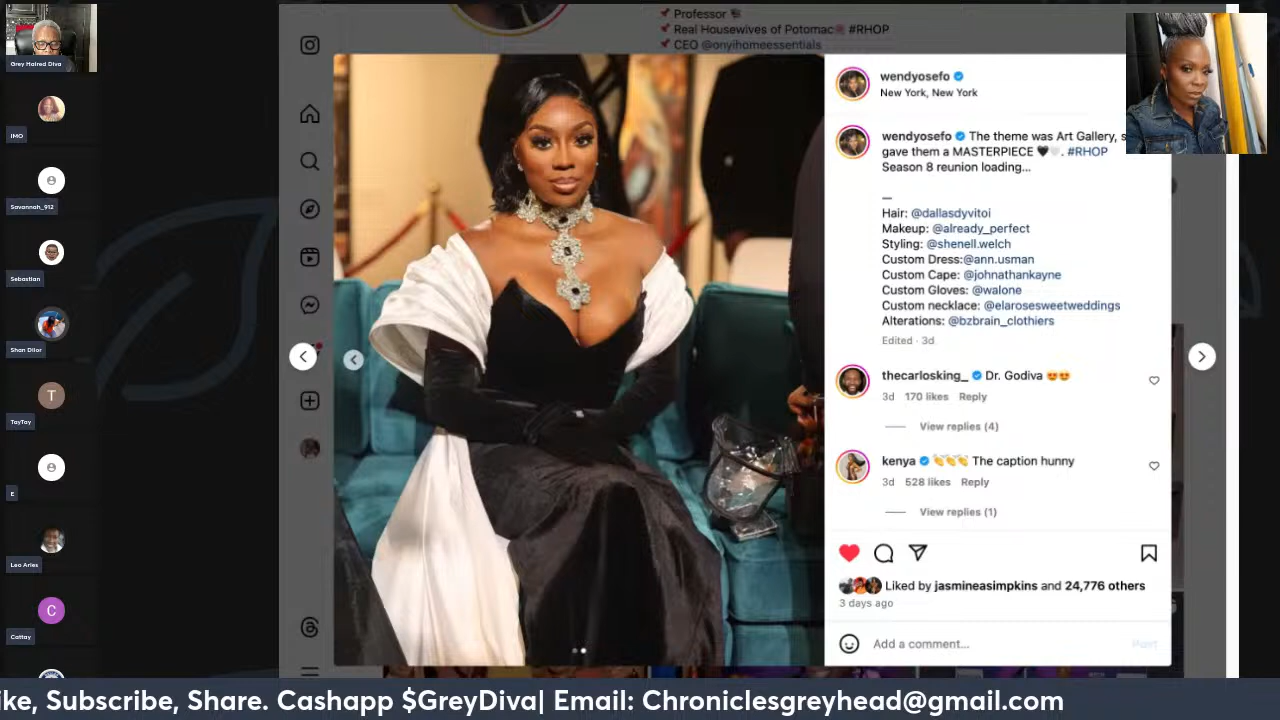 Grey Haired Diva
IMO
Savannah_912
Sebastian
Shan Dilor
T
TayTay
E
Leo Aries
C
Cattay
Professor
Real Housewives of Potomac #RHOP
CEO @onyihomeessentials
wendyosefo
New York, New York
wendyosefo The theme was Art Gallery, s
gave them a MASTERPIECE 🖤🤍. #RHOP
Season 8 reunion loading...
—
Hair: @dallasdyvitoi
Makeup: @already_perfect
Styling: @shenell.welch
Custom Dress:@ann.usman
Custom Cape: @johnathankayne
Custom Gloves: @walone
Custom necklace: @elarosesweetweddings
Alterations: @bzbrain_clothiers
Edited · 3d
thecarlosking_ Dr. Godiva 😍😍
3d 170 likes Reply
View replies (4)
kenya 👏👏👏 The caption hunny
3d 528 likes Reply
View replies (1)
Liked by jasmineasimpkins and 24,776 others
3 days ago
Add a comment...
Post
ike, Subscribe, Share. Cashapp $GreyDiva| Email: Chroniclesgreyhead@gmail.com